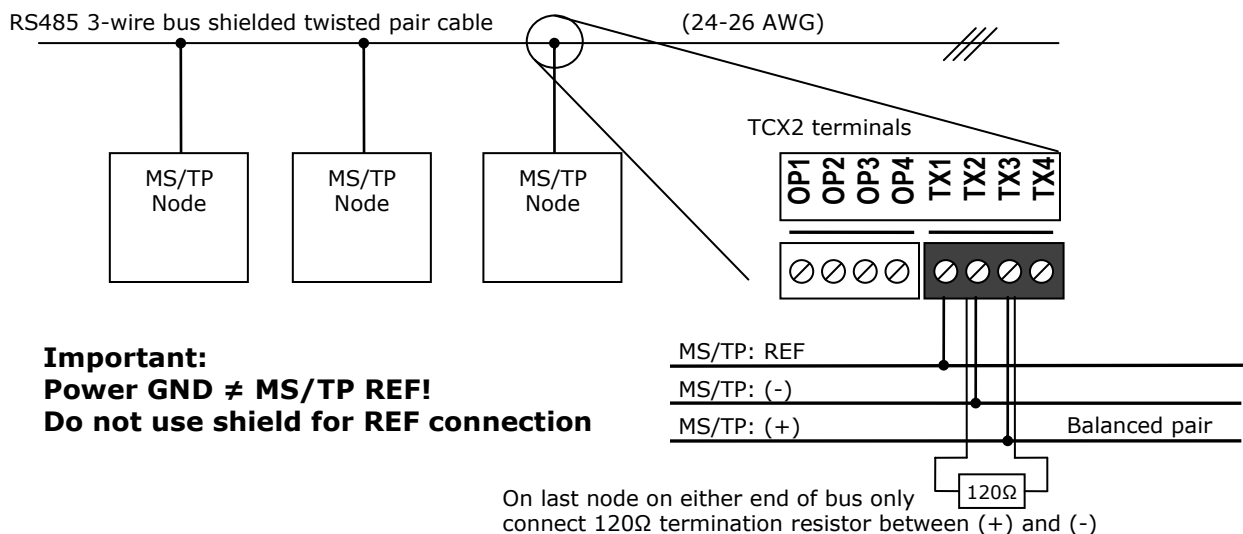 RS485 3-wire bus shielded twisted pair cable
(24-26 AWG)
TCX2 terminals
MS/TP
Node
MS/TP
Node
MS/TP
Node
OP1
OP2
OP3
OP4
TX1
TX2
TX3
TX4
Important:
Power GND ≠ MS/TP REF!
Do not use shield for REF connection
MS/TP: REF
MS/TP: (-)
MS/TP: (+)
Balanced pair
120Ω
On last node on either end of bus only
connect 120Ω termination resistor between (+) and (-)